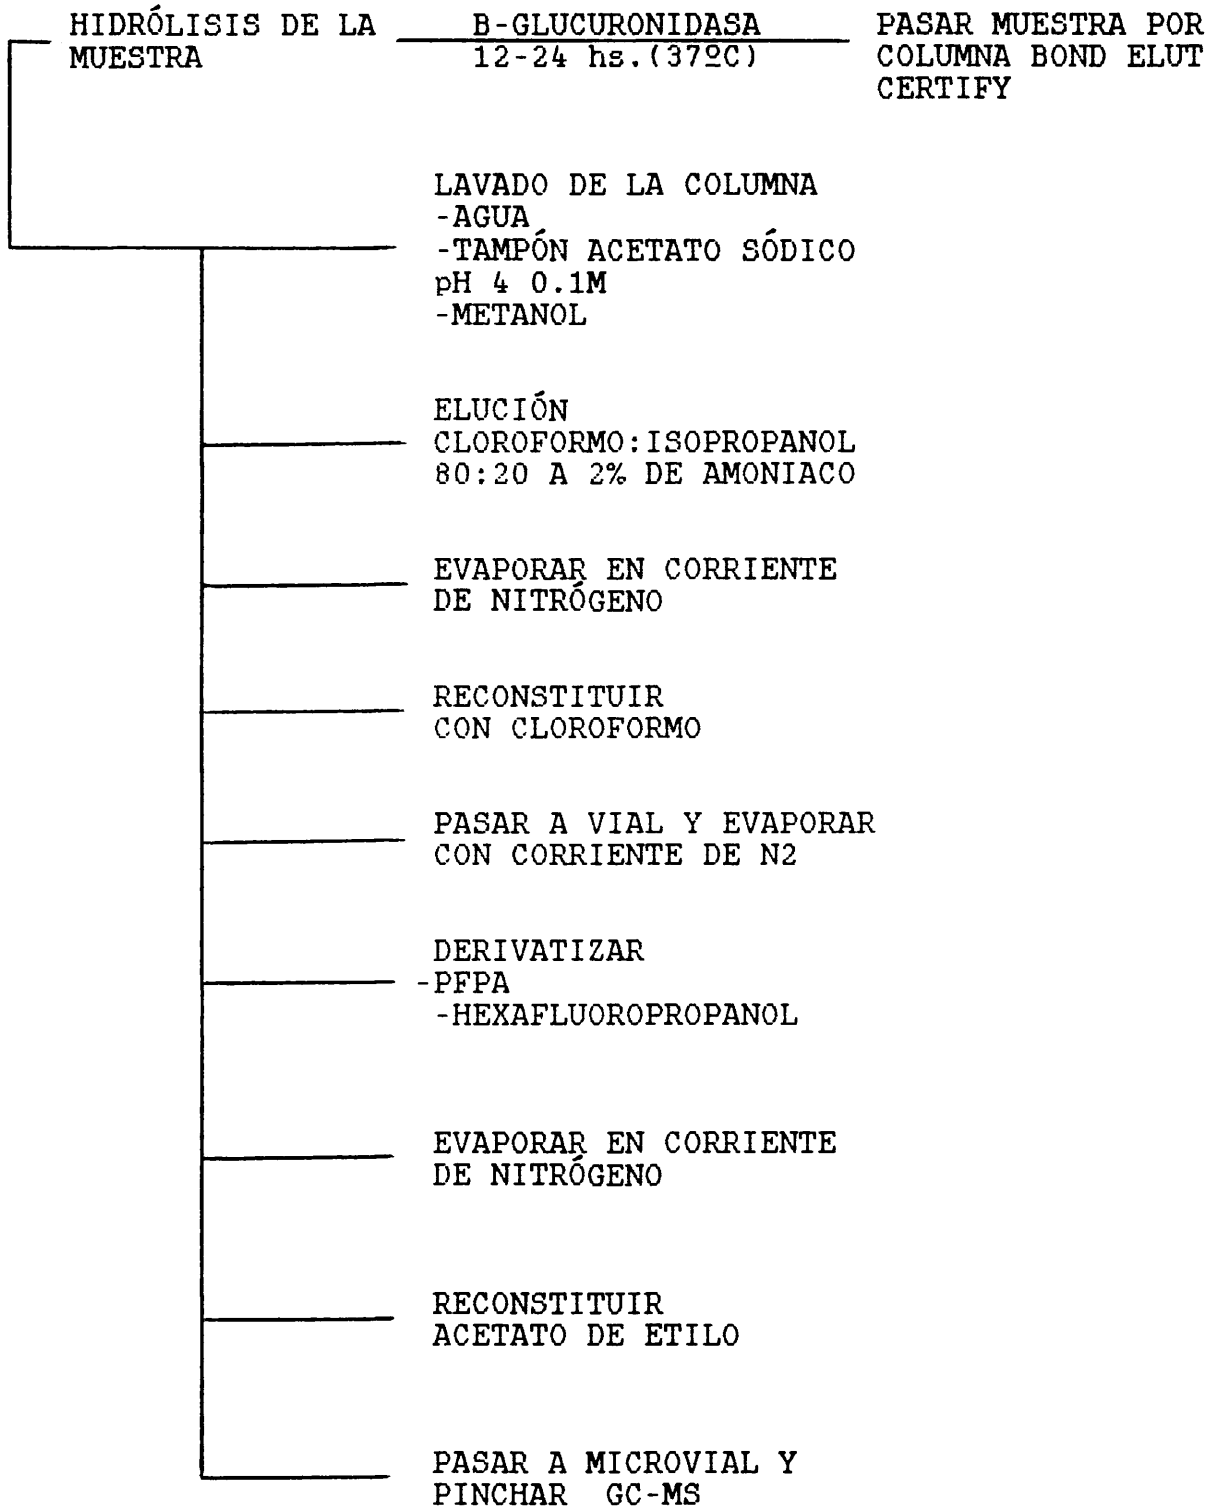 HIDRÓLISIS DE LA
MUESTRA
B-GLUCURONIDASA
12-24 hs.(37ºC)
PASAR MUESTRA POR
COLUMNA BOND ELUT
CERTIFY
LAVADO DE LA COLUMNA
-AGUA
-TAMPÓN ACETATO SÓDICO
pH 4 0.1M
-METANOL
ELUCIÓN
CLOROFORMO:ISOPROPANOL
80:20 A 2% DE AMONIACO
EVAPORAR EN CORRIENTE
DE NITRÓGENO
RECONSTITUIR
CON CLOROFORMO
PASAR A VIAL Y EVAPORAR
CON CORRIENTE DE N2
DERIVATIZAR
-PFPA
-HEXAFLUOROPROPANOL
EVAPORAR EN CORRIENTE
DE NITRÓGENO
RECONSTITUIR
ACETATO DE ETILO
PASAR A MICROVIAL Y
PINCHAR GC-MS